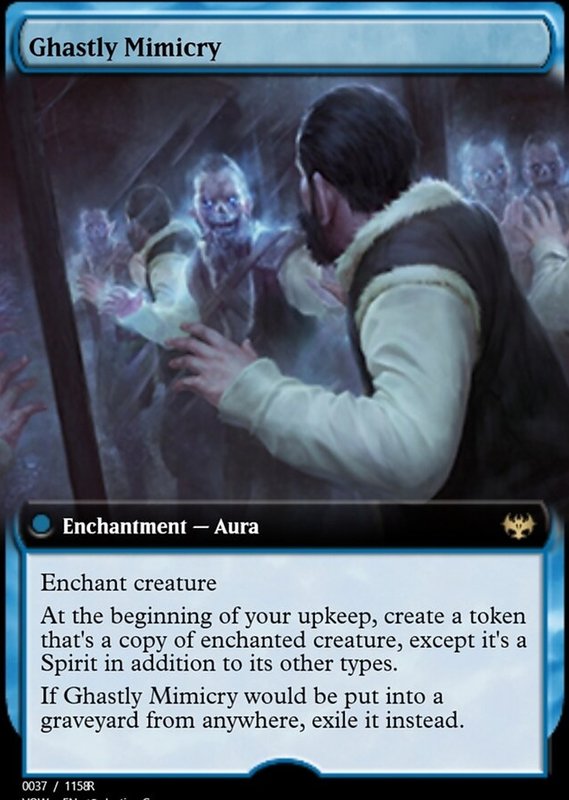 Ghastly Mimicry
Enchantment — Aura
Enchant creature
At the beginning of your upkeep, create a token
that's a copy of enchanted creature, except it's a
Spirit in addition to its other types.
If Ghastly Mimicry would be put into a
graveyard from anywhere, exile it instead.
0037 / 1158R